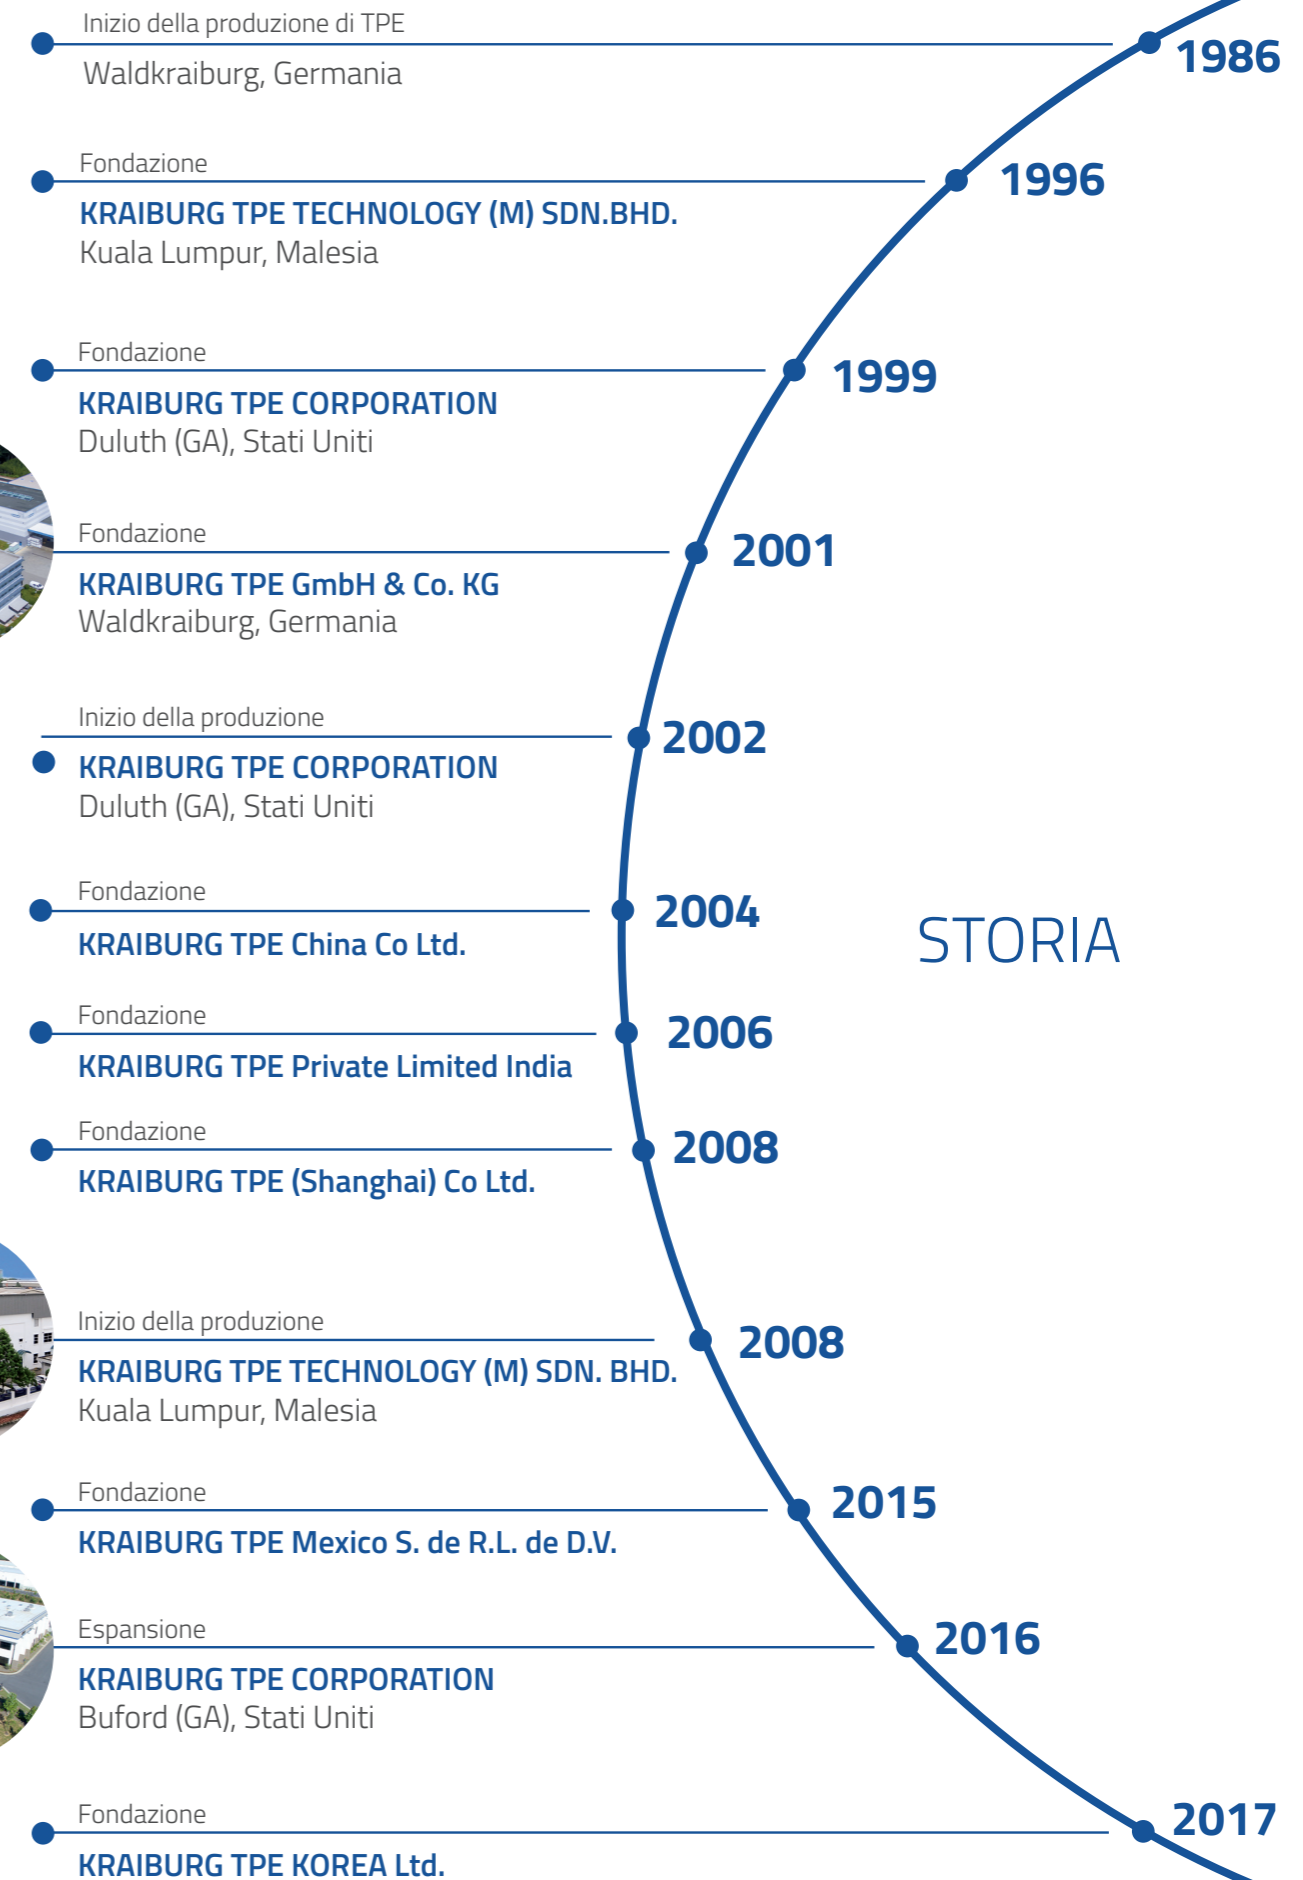 Inizio della produzione di TPE
1986
Waldkraiburg, Germania
Fondazione
1996
KRAIBURG TPE TECHNOLOGY (M) SDN.BHD.
Kuala Lumpur, Malesia
Fondazione
1999
KRAIBURG TPE CORPORATION
Duluth (GA), Stati Uniti
Fondazione
2001
KRAIBURG TPE GmbH & Co. KG
Waldkraiburg, Germania
Inizio della produzione
2002
KRAIBURG TPE CORPORATION
Duluth (GA), Stati Uniti
Fondazione
2004
KRAIBURG TPE China Co Ltd.
STORIA
Fondazione
2006
KRAIBURG TPE Private Limited India
Fondazione
2008
KRAIBURG TPE (Shanghai) Co Ltd.
Inizio della produzione
2008
KRAIBURG TPE TECHNOLOGY (M) SDN. BHD.
Kuala Lumpur, Malesia
Fondazione
2015
KRAIBURG TPE Mexico S. de R.L. de D.V.
Espansione
2016
KRAIBURG TPE CORPORATION
Buford (GA), Stati Uniti
Fondazione
2017
KRAIBURG TPE KOREA Ltd.